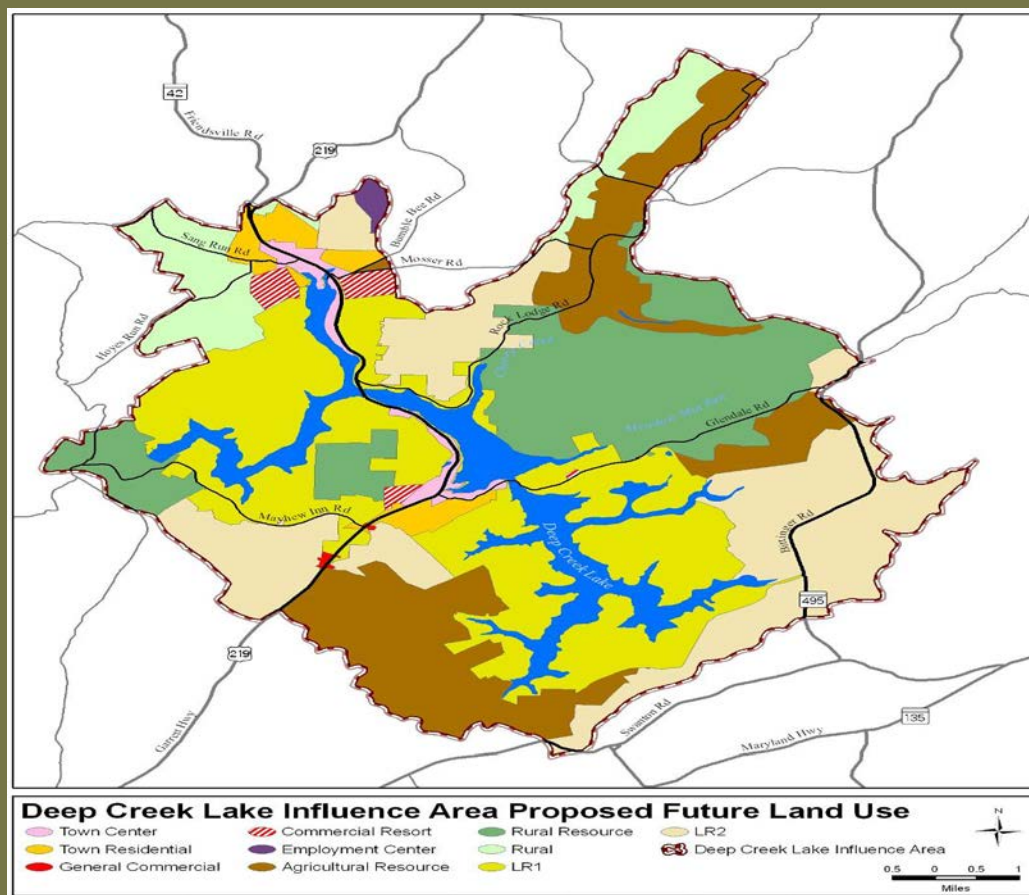 42
Friendsville Rd
219
Bumble Bee Rd
Sang Run Rd
Mosser Rd
Hoyes Run Rd
Rock Lodge Rd
Glendale Rd
Mayhew Inn Rd
Deep Creek Lake
Bittinger Rd
495
219
Garrett Hwy
Swanton Rd
135
Maryland Hwy
Deep Creek Lake Influence Area Proposed Future Land Use
Town Center
Commercial Resort
Rural Resource
LR2
Town Residential
Employment Center
Rural
Deep Creek Lake Influence Area
General Commercial
Agricultural Resource
LR1
N
0.5 0 0.5 1
Miles